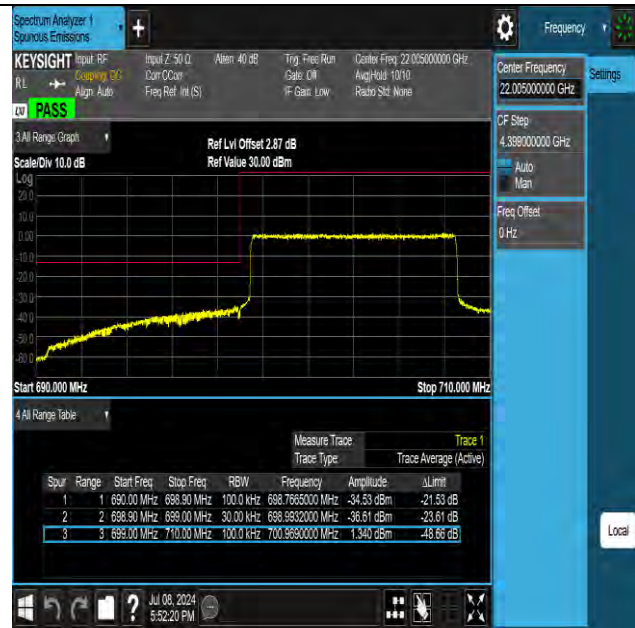 Spectrum Analyzer 1
Spurious Emissions
+
Frequency
KEYSIGHT
RL
Input: RF
Coupling: DC
Align: Auto
Input Z: 50 Ω
Corr CCorr
Freq Ref: Int (S)
Atten: 40 dB
Trig: Free Run
Gate: Off
IF Gain: Low
Center Freq: 22.005000000 GHz
Avg|Hold: 10/10
Radio Std: None
LXI PASS
3 All Range Graph
Scale/Div 10.0 dB
Ref Lvl Offset 2.87 dB
Ref Value 30.00 dBm
Log
20.0
10.0
0.00
-10.0
-20.0
-30.0
-40.0
-50.0
-60.0
Start 690.000 MHz
Stop 710.000 MHz
4 All Range Table
Measure Trace Trace 1
Trace Type Trace Average (Active)
Spur Range Start Freq Stop Freq RBW Frequency Amplitude ΔLimit
1 1 690.00 MHz 698.90 MHz 100.0 kHz 698.7665000 MHz -34.53 dBm -21.53 dB
2 2 698.90 MHz 699.00 MHz 30.00 kHz 698.9932000 MHz -36.61 dBm -23.61 dB
3 3 699.00 MHz 710.00 MHz 100.0 kHz 700.9690000 MHz 1.340 dBm -48.66 dB
Center Frequency
22.005000000 GHz
Settings
CF Step
4.399000000 GHz
Auto
Man
Freq Offset
0 Hz
Local
?
Jul 08, 2024
5:52:20 PM